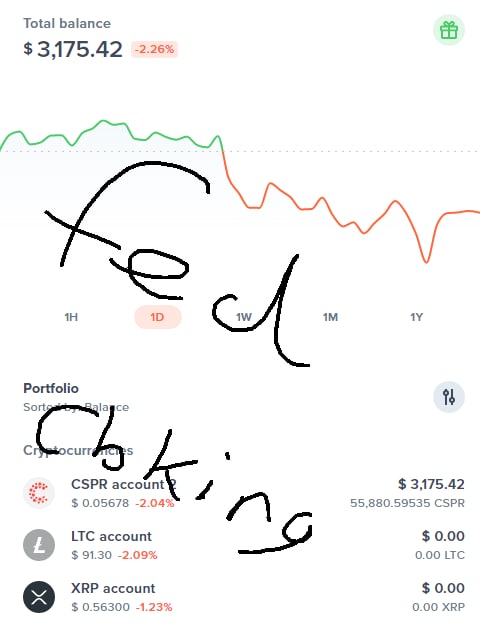 Total balance
$ 3,175.42 -2.26%
Fed
1H 1D 1W 1M 1Y
Portfolio
Sorted by: Balance
Cryptocurrencies
CSPR account 2 $ 3,175.42
$ 0.05678 -2.04% 55,880.59535 CSPR
LTC account $ 0.00
$ 91.30 -2.09% 0.00 LTC
XRP account $ 0.00
$ 0.56300 -1.23% 0.00 XRP